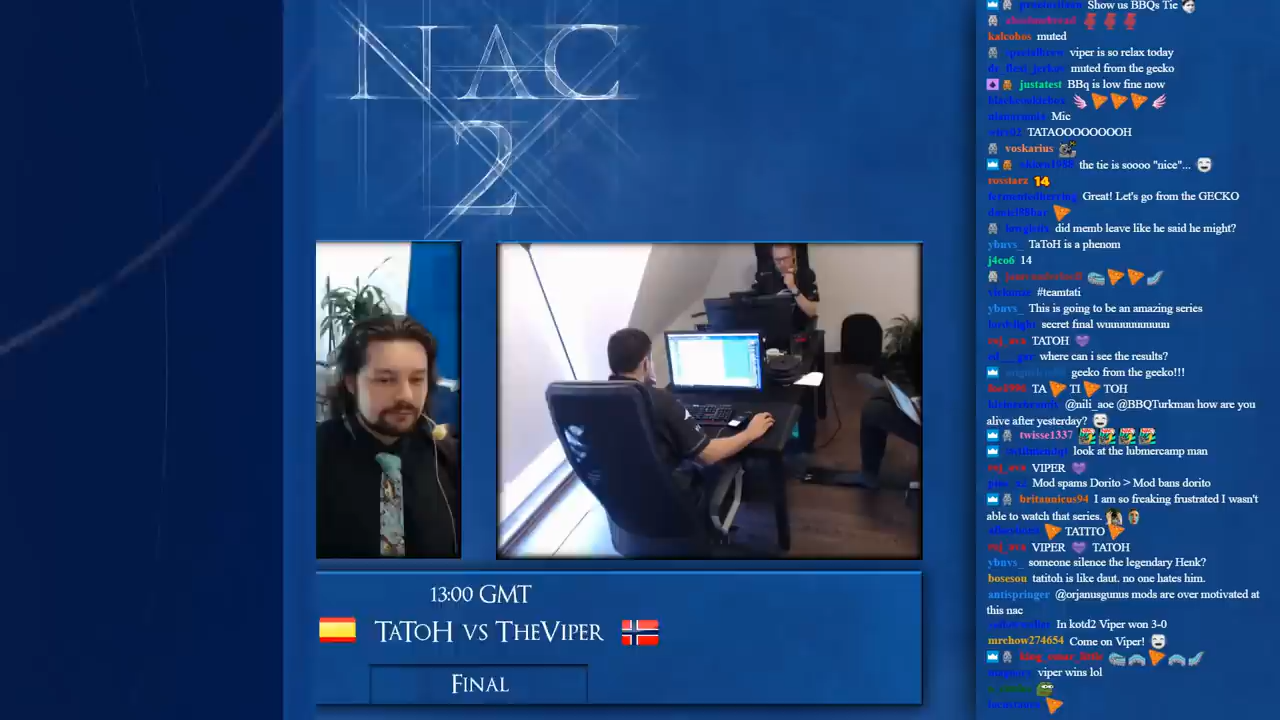 NAC
2
13:00 GMT
TaToH vs TheViper
Final
Show us BBQs Tie
kalcobos muted
viper is so relax today
muted from the gecko
justatest BBq is low fine now
Mic
TATAOOOOOOOOH
voskarius
the tie is soooo "nice"...
rosstarz 14
Great! Let's go from the GECKO
did memb leave like he said he might?
ybnvs_ TaToH is a phenom
j4co6 14
#teamtati
ybnvs_ This is going to be an amazing series
secret final wuuuuuuuuuu
TATOH
where can i see the results?
geeko from the geeko!!!
TA TI TOH
@nili_aoe @BBQTurkman how are you
alive after yesterday?
twisse1337
look at the lubmercamp man
VIPER
Mod spams Dorito > Mod bans dorito
britannicus94 I am so freaking frustrated I wasn't
able to watch that series.
TATITO
VIPER TATOH
ybnvs_ someone silence the legendary Henk?
bosesou tatitoh is like daut. no one hates him.
antispringer @orjanusgunus mods are over motivated at
this nac
In kotd2 Viper won 3-0
mrchow274654 Come on Viper!
viper wins lol